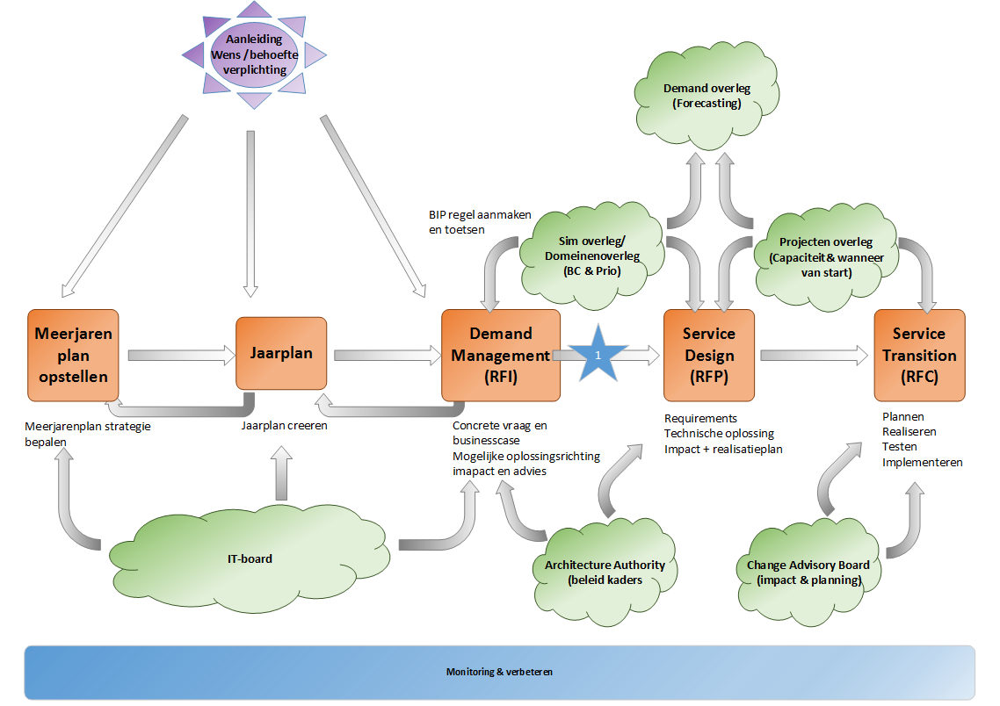 Aanleiding
Wens / behoefte
verplichting
Demand overleg
(Forecasting)
BIP regel aanmaken
en toetsen
Sim overleg/
Domeinenoverleg
(BC & Prio)
Projecten overleg
(Capaciteit & wanneer
van start)
Meerjaren
plan
opstellen
Jaarplan
Demand
Management
(RFI)
1
Service
Design
(RFP)
Service
Transition
(RFC)
Meerjarenplan strategie
bepalen
Jaarplan creeren
Concrete vraag en
businesscase
Mogelijke oplossingsrichting
imapact en advies
Requirements
Technische oplossing
Impact + realisatieplan
Plannen
Realiseren
Testen
Implementeren
IT-board
Architecture Authority
(beleid kaders
Change Advisory Board
(impact & planning)
Monitoring & verbeteren